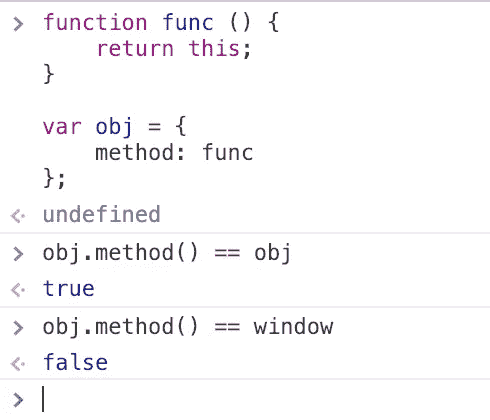 > function func () {
return this;
}
var obj = {
method: func
};
<· undefined
> obj.method() == obj
<· true
> obj.method() == window
<· false
>